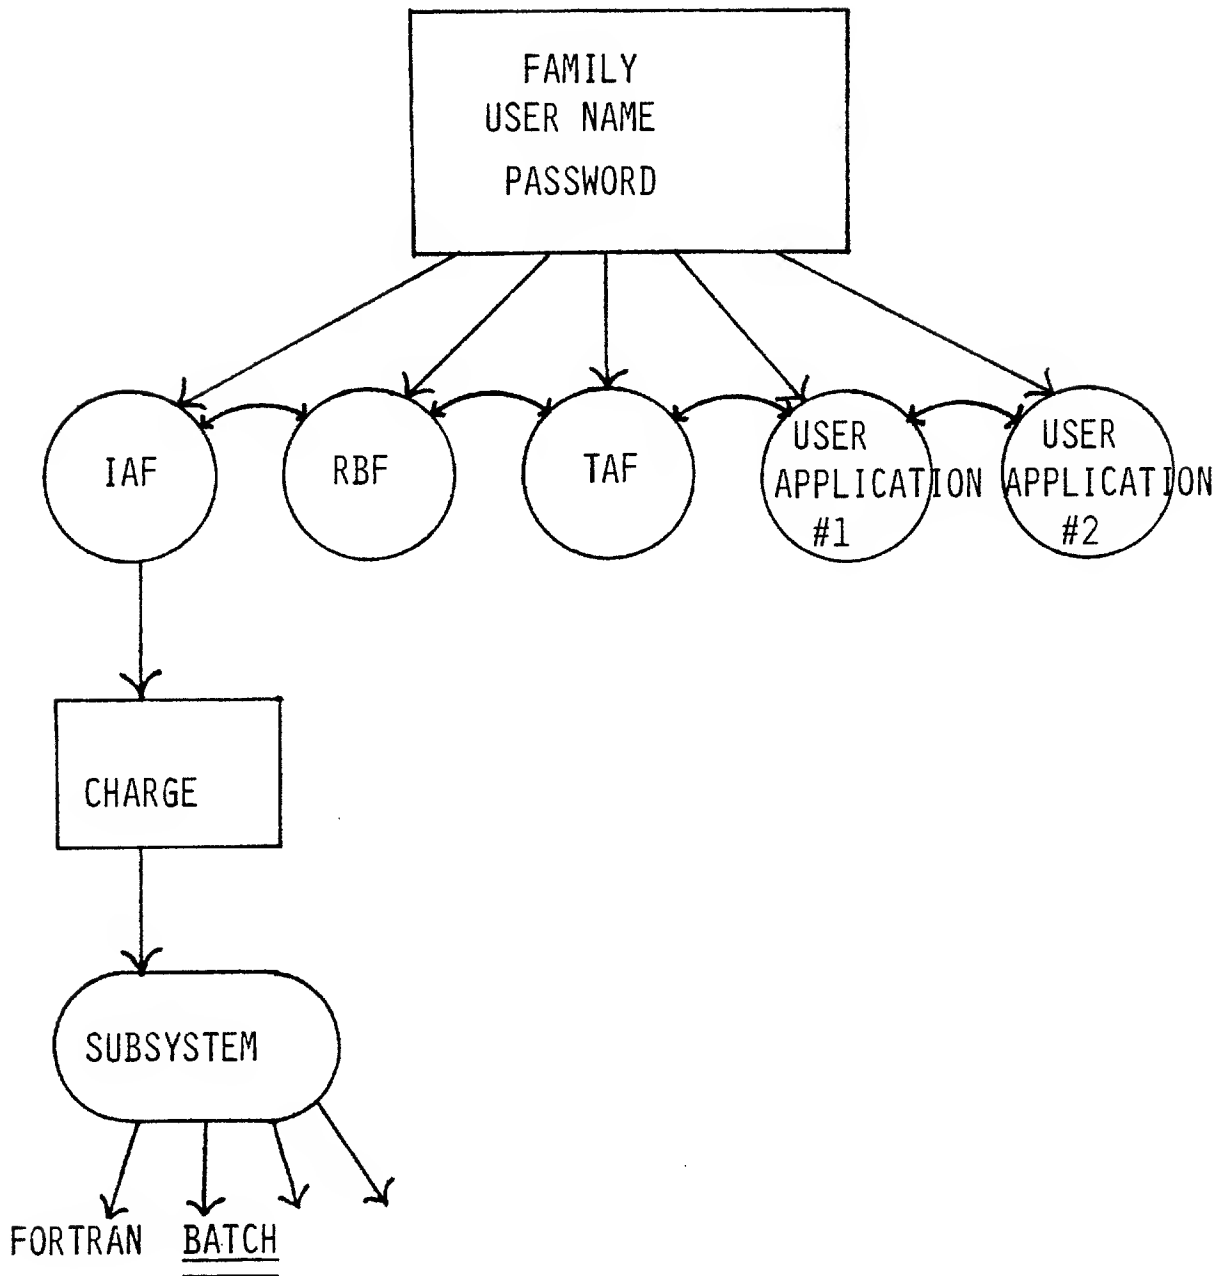 FAMILY
USER NAME
PASSWORD
IAF
RBF
TAF
USER
APPLICATION
#1
USER
APPLICATION
#2
CHARGE
SUBSYSTEM
FORTRAN
BATCH